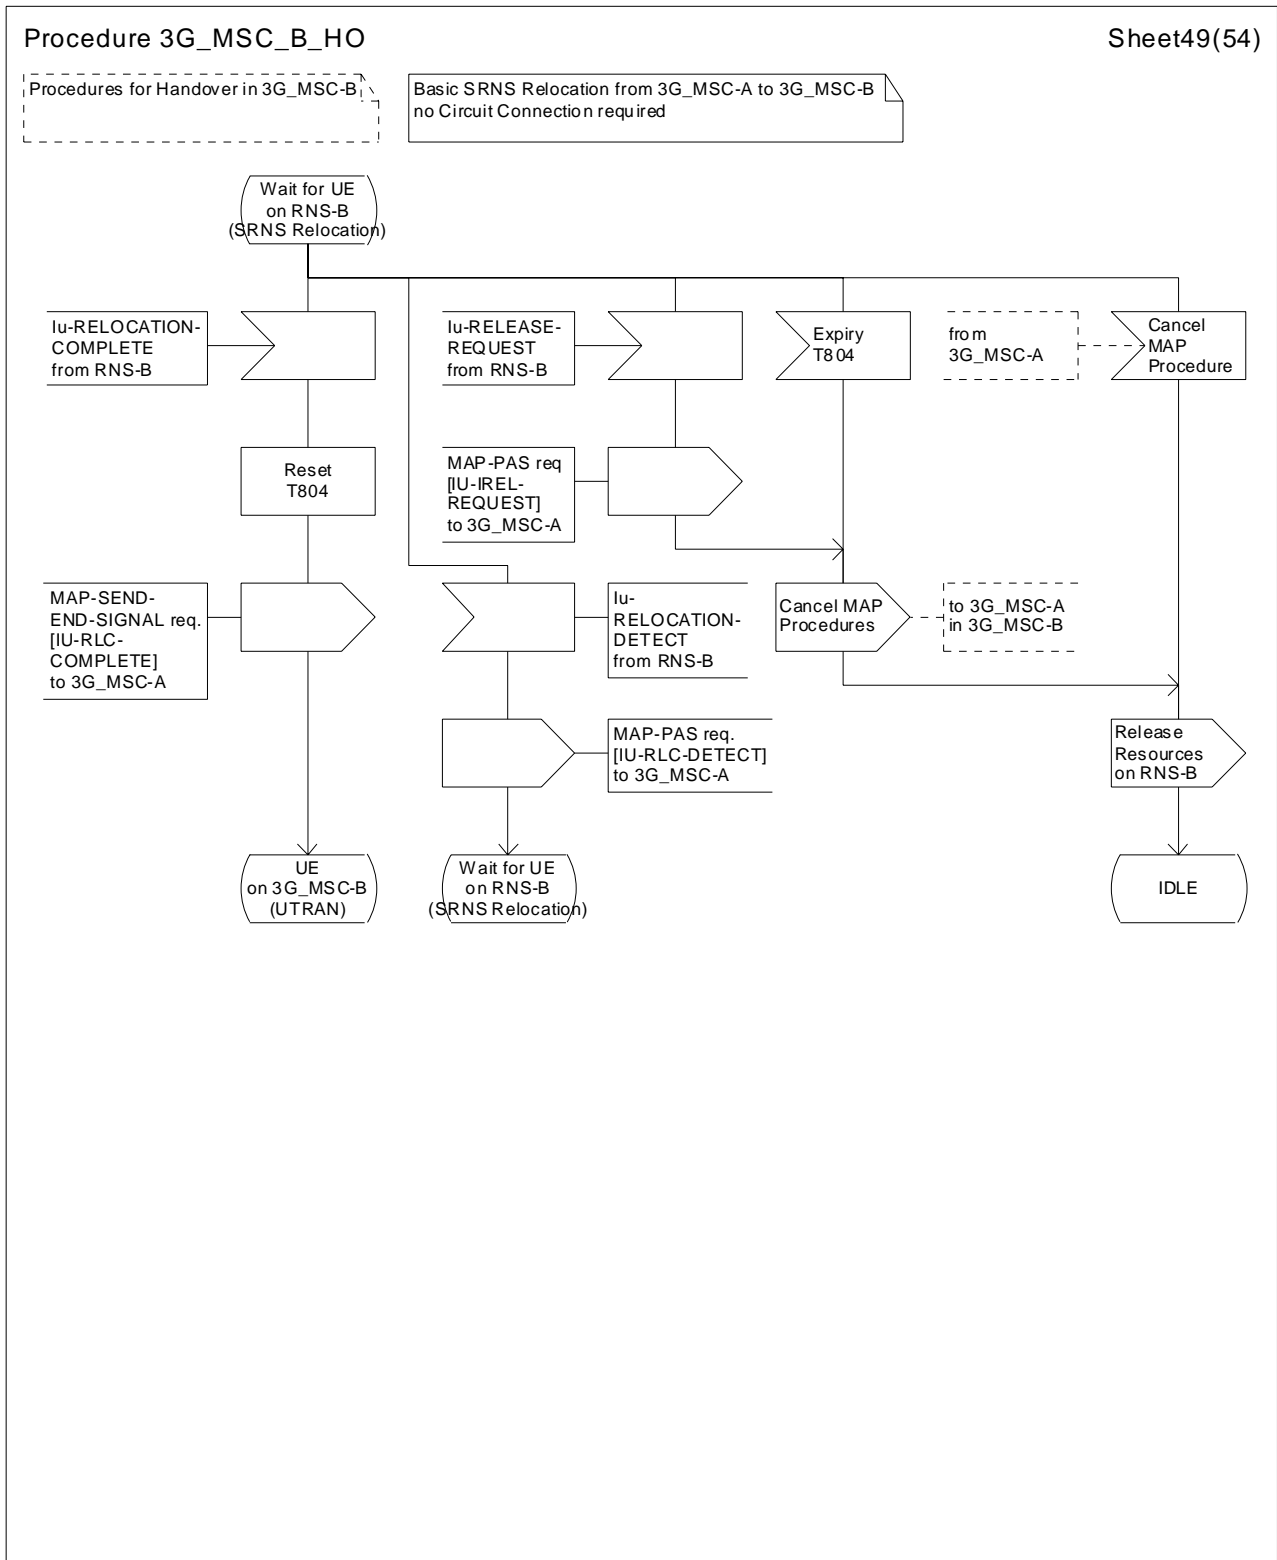 Procedure 3G_MSC_B_HO
Sheet49(54)
Procedures for Handover in 3G_MSC-B
Basic SRNS Relocation from 3G_MSC-A to 3G_MSC-B
no Circuit Connection required
Wait for UE
on RNS-B
(SRNS Relocation)
Iu-RELOCATION-
COMPLETE
from RNS-B
Iu-RELEASE-
REQUEST
from RNS-B
Expiry
T804
from
3G_MSC-A
Cancel
MAP
Procedure
Reset
T804
MAP-PAS req
[IU-IREL-
REQUEST]
to 3G_MSC-A
MAP-SEND-
END-SIGNAL req.
[IU-RLC-
COMPLETE]
to 3G_MSC-A
Iu-
RELOCATION-
DETECT
from RNS-B
Cancel MAP
Procedures
to 3G_MSC-A
in 3G_MSC-B
MAP-PAS req.
[IU-RLC-DETECT]
to 3G_MSC-A
Release
Resources
on RNS-B
UE
on 3G_MSC-B
(UTRAN)
Wait for UE
on RNS-B
(SRNS Relocation)
IDLE